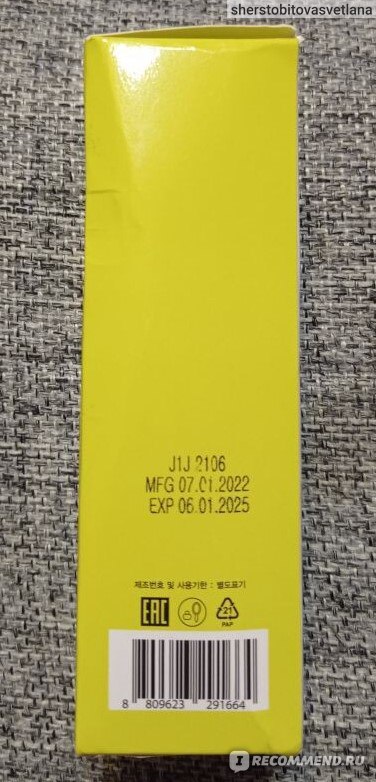 sherstobitovasvetlana
J1J 2106
MFG 07.01.2022
EXP 06.01.2025
제조번호 및 사용기한 : 별도표기
EAC
21
PAP
8 809623 291664
RECOMMEND.RU